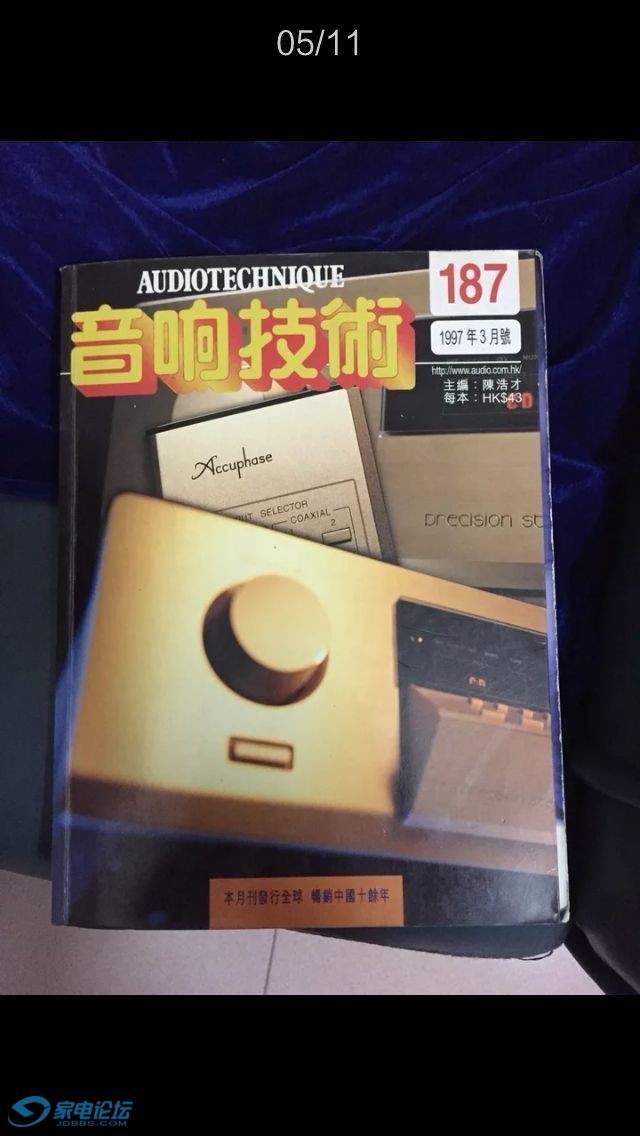 05/11
AUDIOTECHNIQUE
音响技術
187
1997年3月號
http://www.audio.com.hk/
主編：陳浩才
每本：HK$43
CD
Accuphase
SELECTOR
COAXIAL
2
precision
CD
本月刊發行全球 暢銷中國十餘年
家电论坛
JDBBS.COM